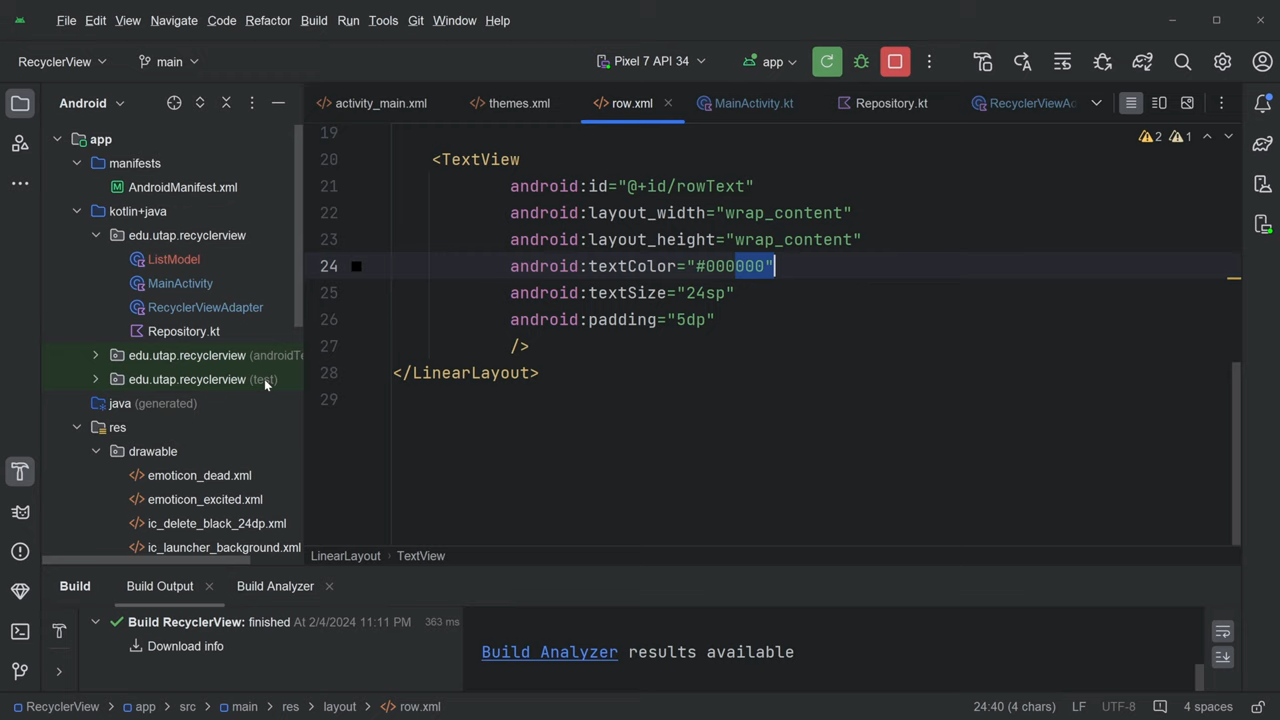 File Edit View Navigate Code Refactor Build Run Tools Git Window Help
RecyclerView main Pixel 7 API 34 app
Android
activity_main.xml themes.xml row.xml MainActivity.kt Repository.kt RecyclerViewAc
app
manifests
AndroidManifest.xml
kotlin+java
edu.utap.recyclerview
ListModel
MainActivity
RecyclerViewAdapter
Repository.kt
edu.utap.recyclerview (androidTe
edu.utap.recyclerview (test)
java (generated)
res
drawable
emoticon_dead.xml
emoticon_excited.xml
ic_delete_black_24dp.xml
ic_launcher_background.xml
2 1
19
20 <TextView
21 android:id="@+id/rowText"
22 android:layout_width="wrap_content"
23 android:layout_height="wrap_content"
24 android:textColor="#000000"
25 android:textSize="24sp"
26 android:padding="5dp"
27 />
28 </LinearLayout>
29
LinearLayout › TextView
Build Build Output Build Analyzer
Build RecyclerView: finished At 2/4/2024 11:11 PM 363 ms
Download info
Build Analyzer results available
RecyclerView › app › src › main › res › layout › row.xml 24:40 (4 chars) LF UTF-8 4 spaces